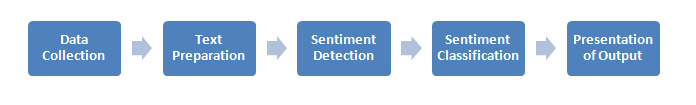 Data
Collection
Text
Preparation
Sentiment
Detection
Sentiment
Classification
Presentation
of Output